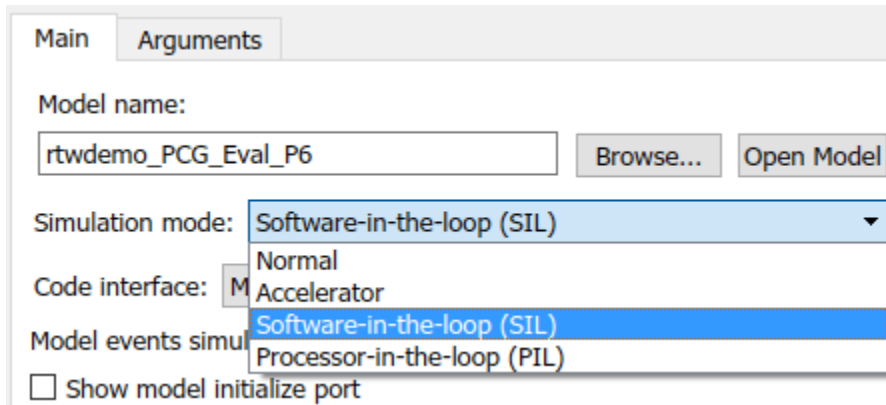 Main Arguments
Model name:
rtwdemo_PCG_Eval_P6 Browse... Open Model
Simulation mode: Software-in-the-loop (SIL)
Normal
Code interface: M
Accelerator
Software-in-the-loop (SIL)
Model events simul
Processor-in-the-loop (PIL)
Show model initialize port